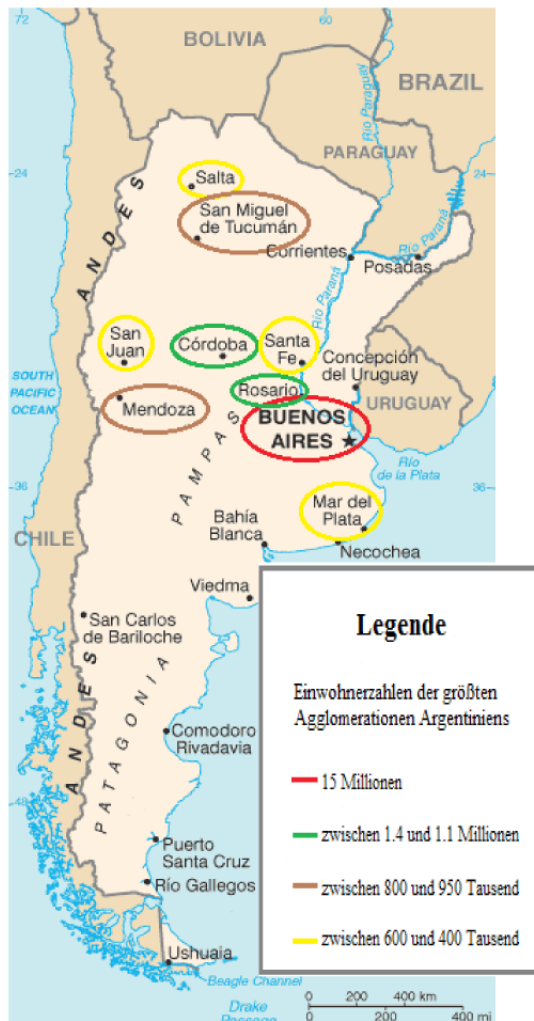 72
60
BOLIVIA
BRAZIL
Río Paraguay
PARAGUAY
24
24
Salta
San Miguel
de Tucumán
ANDES
Corrientes
Posadas
Río
Paraná
Río Paraná
San
Juan
Córdoba
Santa
Fe
Concepción
del Uruguay
SOUTH
PACIFIC
OCEAN
Mendoza
Rosario
URUGUAY
BUENOS
AIRES
Río
de la Plata
PAMPAS
36
36
Mar del
Plata
CHILE
Bahía
Blanca
Necochea
Viedma
San Carlos
de Bariloche
ANDES
PATAGONIA
Comodoro
Rivadavia
48
Puerto
Santa Cruz
Río Gallegos
Ushuaia
Beagle Channel
Drake
Passage
0 200 400 km
0 200 400 mi
Legende
Einwohnerzahlen der größten
Agglomerationen Argentiniens
15 Millionen
zwischen 1.4 und 1.1 Millionen
zwischen 800 und 950 Tausend
zwischen 600 und 400 Tausend